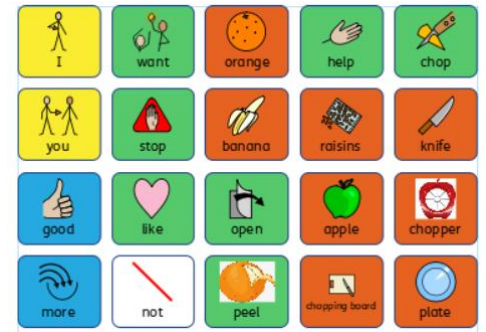 I
want
orange
help
chop
you
stop
banana
raisins
knife
good
like
open
apple
chopper
more
not
peel
chopping board
plate